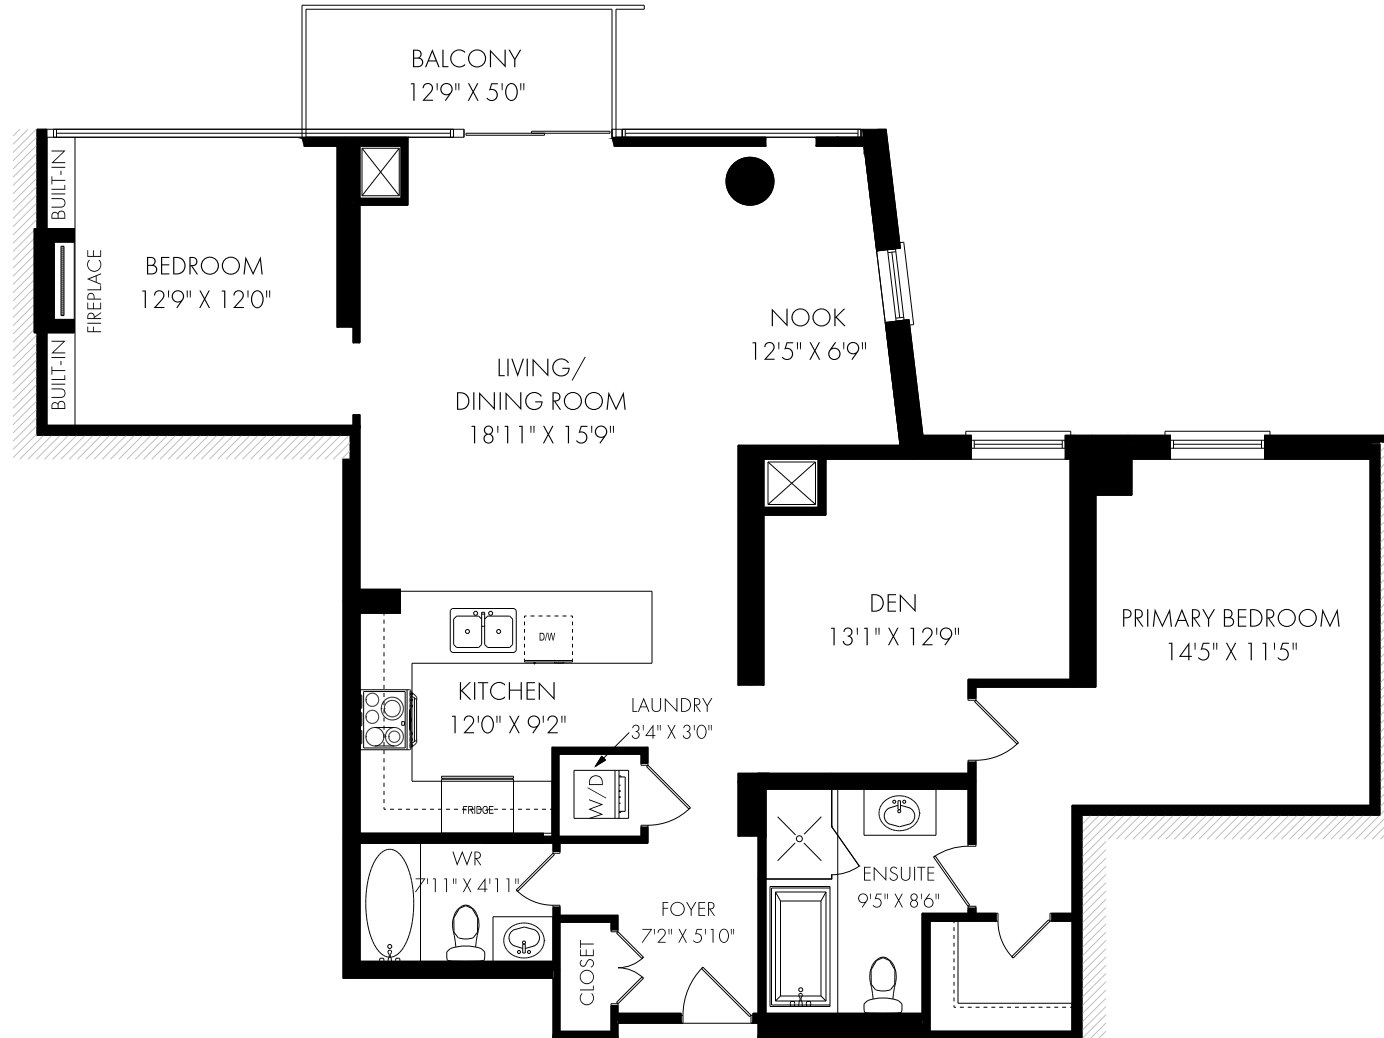 BALCONY
12'9" X 5'0"
BUILT-IN
FIREPLACE
BUILT-IN
BEDROOM
12'9" X 12'0"
NOOK
12'5" X 6'9"
LIVING/
DINING ROOM
18'11" X 15'9"
DEN
13'1" X 12'9"
PRIMARY BEDROOM
14'5" X 11'5"
D/W
KITCHEN
12'0" X 9'2"
LAUNDRY
3'4" X 3'0"
W/D
FRIDGE
WR
7'11" X 4'11"
ENSUITE
9'5" X 8'6"
FOYER
7'2" X 5'10"
CLOSET